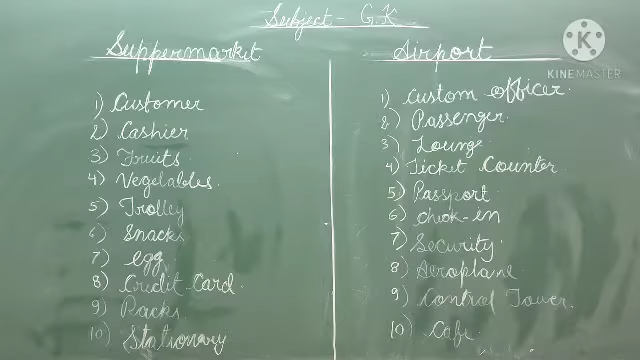 Subject - G.K
Suppermarket
1) Customer
2) Cashier
3) Fruits
4) Vegetables.
5) Trolley
6) Snacks
7) egg
8) Credit Card
9) Racks
10) Stationary
Airport
1) Custom officer
2) Passenger
3) Lounge
4) Ticket Counter
5) Passport
6) check-in
7) Security
8) Aeroplane
9) Control Tower
10) Cafe
K
KINEMASTER